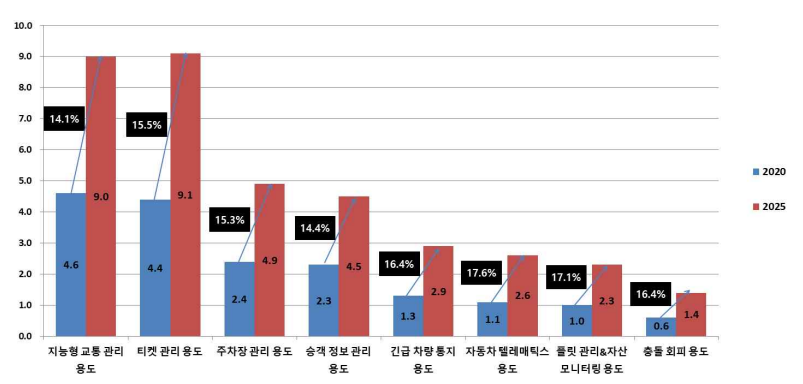 10.0
9.0
8.0
7.0
6.0
5.0
4.0
3.0
2.0
1.0
0.0
14.1%
15.5%
15.3%
14.4%
16.4%
17.6%
17.1%
16.4%
4.6
9.0
4.4
9.1
2.4
4.9
2.3
4.5
1.3
2.9
1.1
2.6
1.0
2.3
0.6
1.4
지능형 교통 관리
용도
티켓 관리 용도
주차장 관리 용도
승객 정보 관리
용도
긴급 차량 통지
용도
자동차 텔레매틱스
용도
플릿 관리&자산
모니터링 용도
충돌 회피 용도
2020
2025